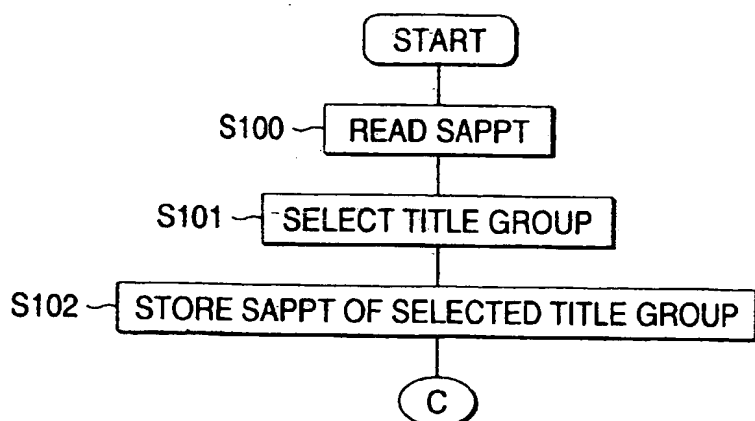 START
S100 READ SAPPT
S101 SELECT TITLE GROUP
S102 STORE SAPPT OF SELECTED TITLE GROUP
C